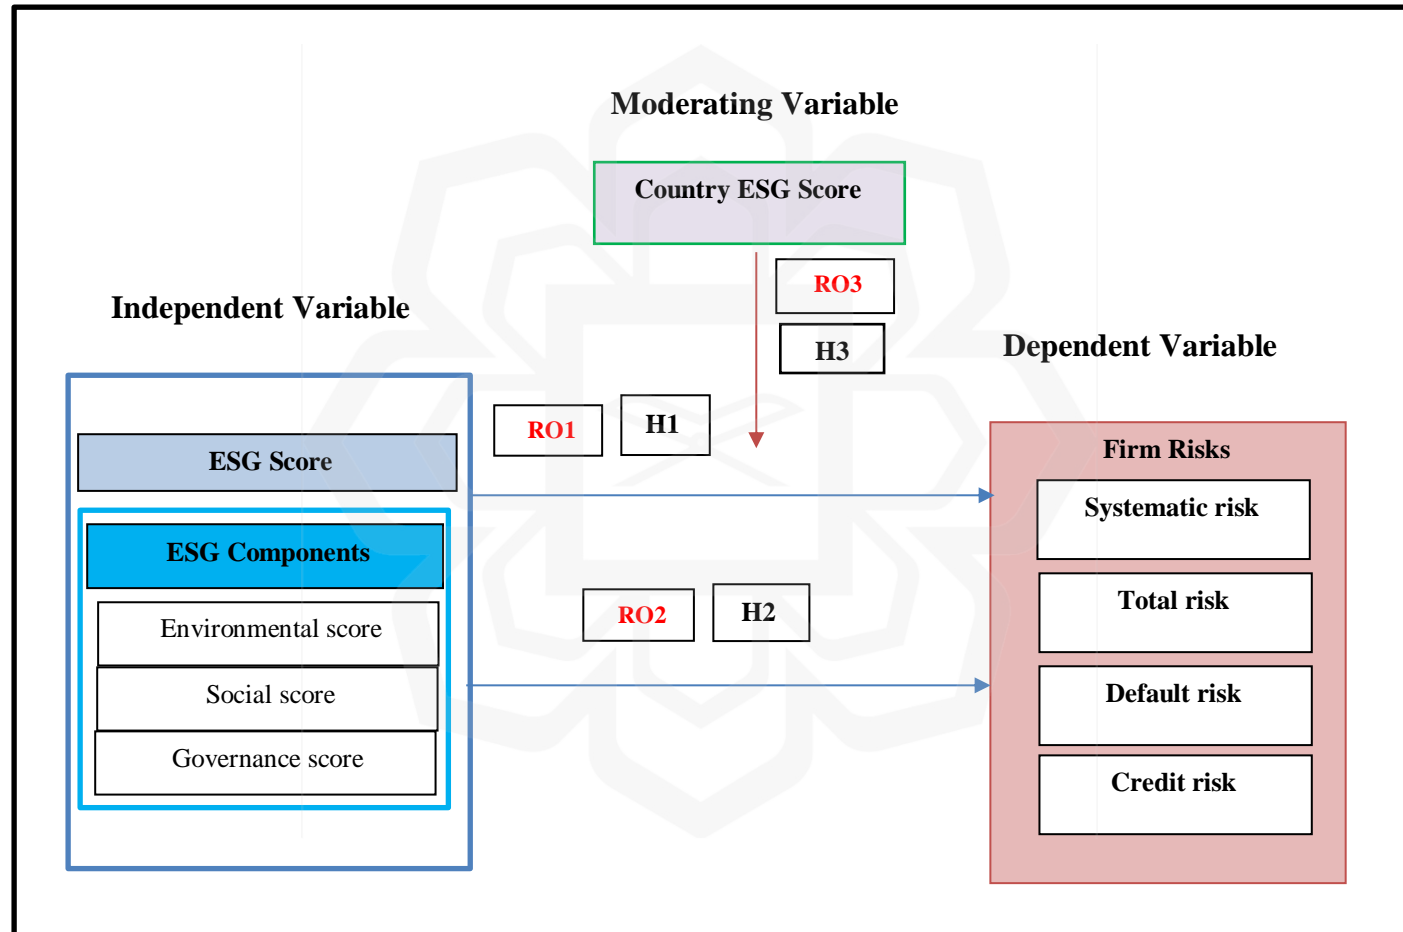 Moderating Variable
Country ESG Score
RO3
H3
Independent Variable
Dependent Variable
RO1
H1
ESG Score
ESG Components
Environmental score
Social score
Governance score
RO2
H2
Firm Risks
Systematic risk
Total risk
Default risk
Credit risk